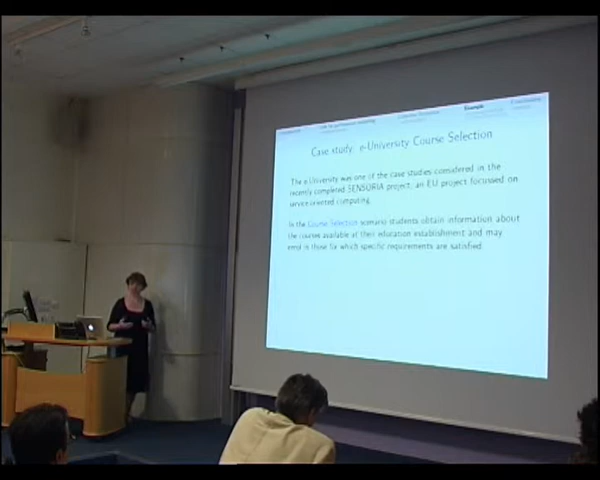 Example
Case study: e-University Course Selection
The e-University was one of the case studies considered in the
recently completed SENSORIA project, an EU project focussed on
service-oriented computing.
In the Course Selection scenario students obtain information about
the courses available at their education establishment and may
enrol in those for which specific requirements are satisfied.